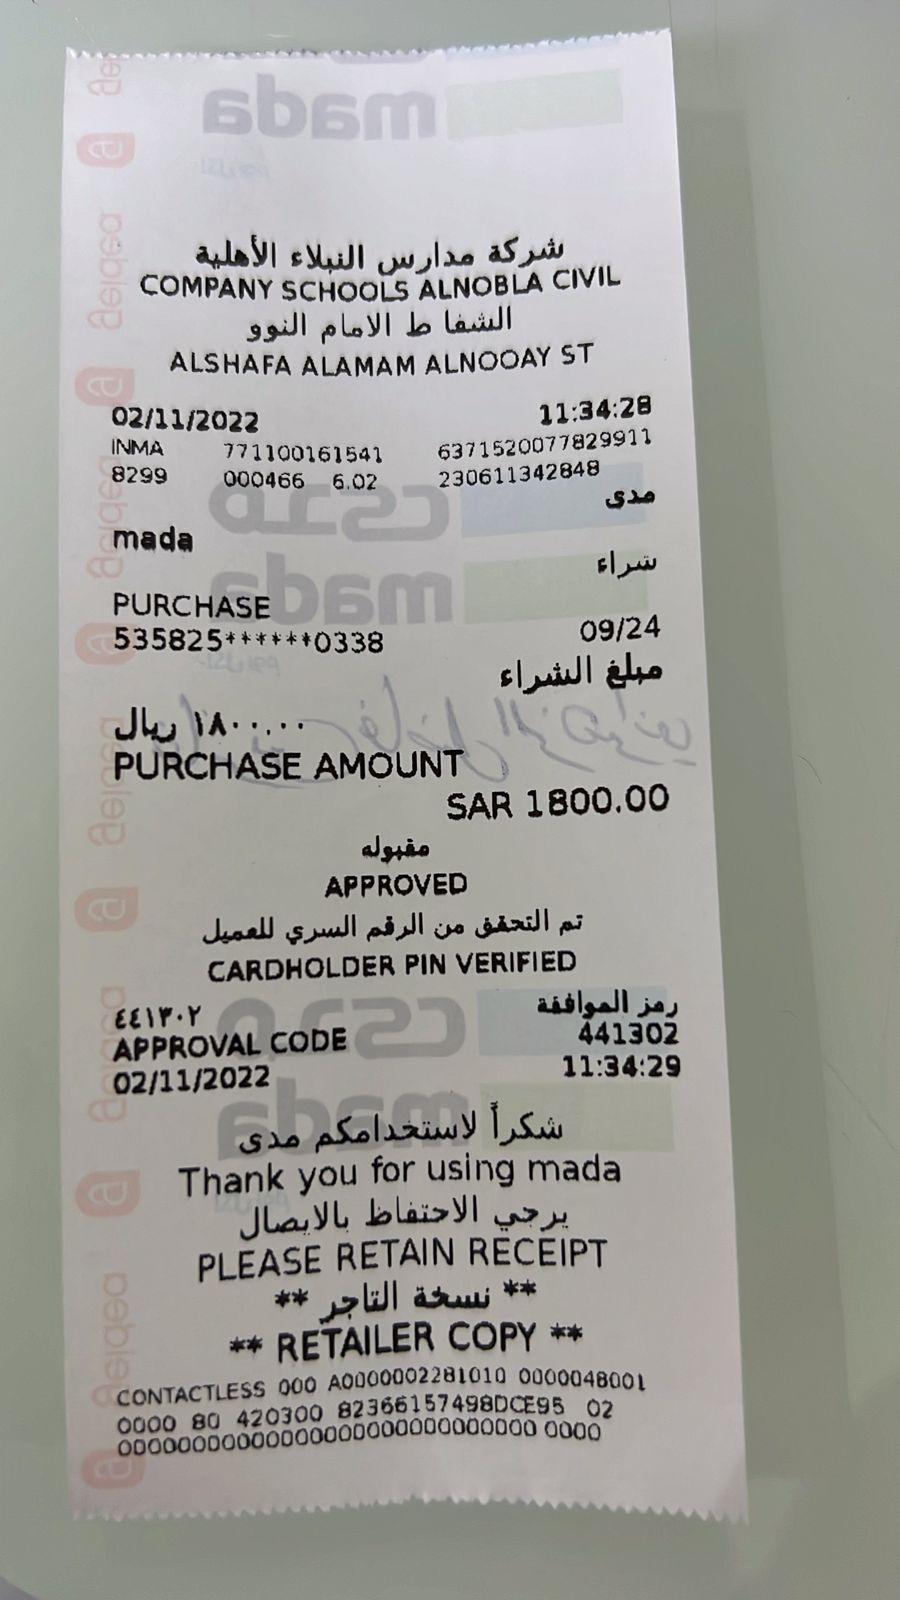 شركة مدارس النبلاء الأهلية
COMPANY SCHOOLS ALNOBLA CIVIL
الشفا ط الامام النوو
ALSHAFA ALAMAM ALNOOAY ST
02/11/2022 11:34:28
INMA 771100161541 6371520077829911
8299 000466 6.02 230611342848
مدى
mada
شراء
PURCHASE
535825******0338 09/24
مبلغ الشراء
١٨٠٠.٠٠ ريال
PURCHASE AMOUNT
SAR 1800.00
مقبوله
APPROVED
تم التحقق من الرقم السري للعميل
CARDHOLDER PIN VERIFIED
رمز الموافقة ٤٤١٣٠٢
APPROVAL CODE 441302
02/11/2022 11:34:29
شكراً لاستخدامكم مدى
Thank you for using mada
يرجي الاحتفاظ بالايصال
PLEASE RETAIN RECEIPT
** نسخة التاجر **
** RETAILER COPY **
CONTACTLESS 000 A0000002281010 0000048001
0000 80 420300 82366157498DCE95 02